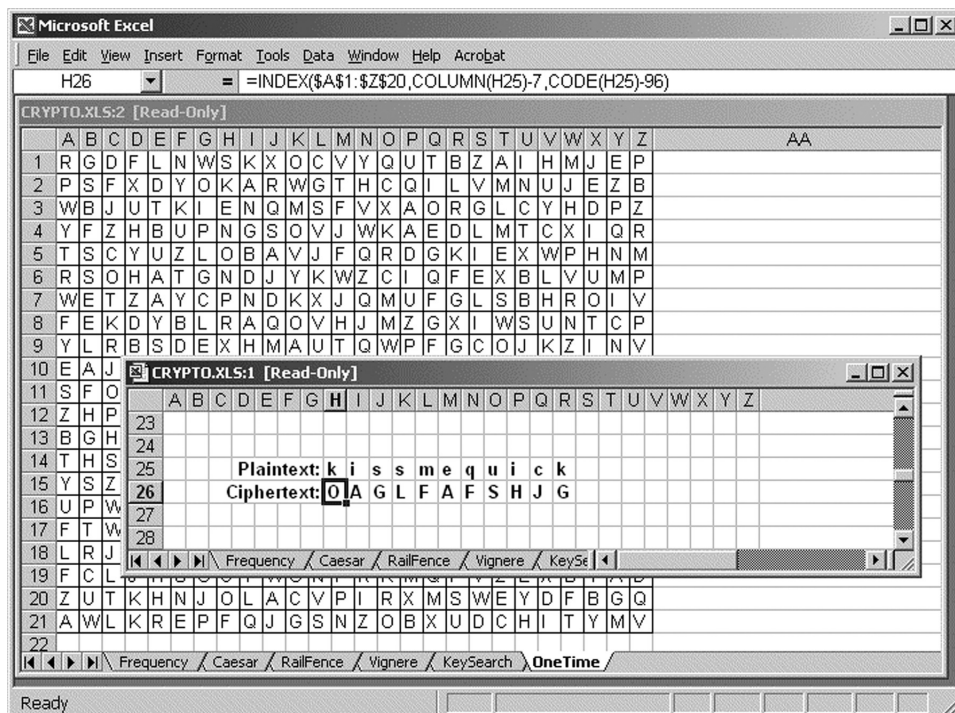 Microsoft Excel
File Edit View Insert Format Tools Data Window Help Acrobat
H26 = =INDEX($A$1:$Z$20,COLUMN(H25)-7,CODE(H25)-96)
CRYPTO.XLS:2 [Read-Only]
A B C D E F G H I J K L M N O P Q R S T U V W X Y Z AA
1 R G D F L N W S K X O C V Y Q U T B Z A I H M J E P
2 P S F X D Y O K A R W G T H C Q I L V M N U J E Z B
3 W B J U T K I E N Q M S F V X A O R G L C Y H D P Z
4 Y F Z H B U P N G S O V J W K A E D L M T C X I Q R
5 T S C Y U Z L O B A V J F Q R D G K I E X W P H N M
6 R S O H A T G N D J Y K W Z C I Q F E X B L V U M P
7 W E T Z A Y C P N D K X J Q M U F G L S B H R O I V
8 F E K D Y B L R A Q O V H J M Z G X I W S U N T C P
9 Y L R B S D E X H M A U T Q W P F G C O J K Z I N V
10 E A J
11 S F O
12 Z H P
13 B G H
14 T H S
15 Y S Z
16 U P W
17 F T W
18 L R J
19 F C L
20 Z U T K H N J O L A C V P I R X M S W E Y D F B G Q
21 A W L K R E P F Q J G S N Z O B X U D C H I T Y M V
22
CRYPTO.XLS:1 [Read-Only]
A B C D E F G H I J K L M N O P Q R S T U V W X Y Z
23
24
25 Plaintext: k i s s m e q u i c k
26 Ciphertext: O A G L F A F S H J G
27
28
Frequency Caesar RailFence Vignere KeySe
Frequency Caesar RailFence Vignere KeySearch OneTime
Ready